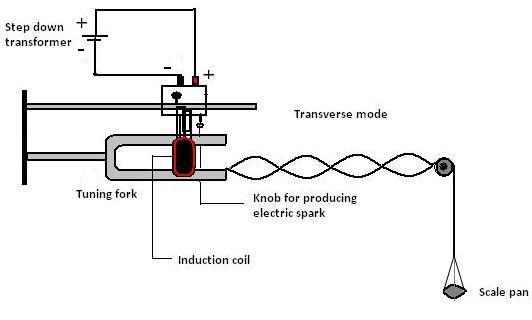 Step down
transformer
+
-
-
+
Transverse mode
Tuning fork
Knob for producing
electric spark
Induction coil
Scale pan